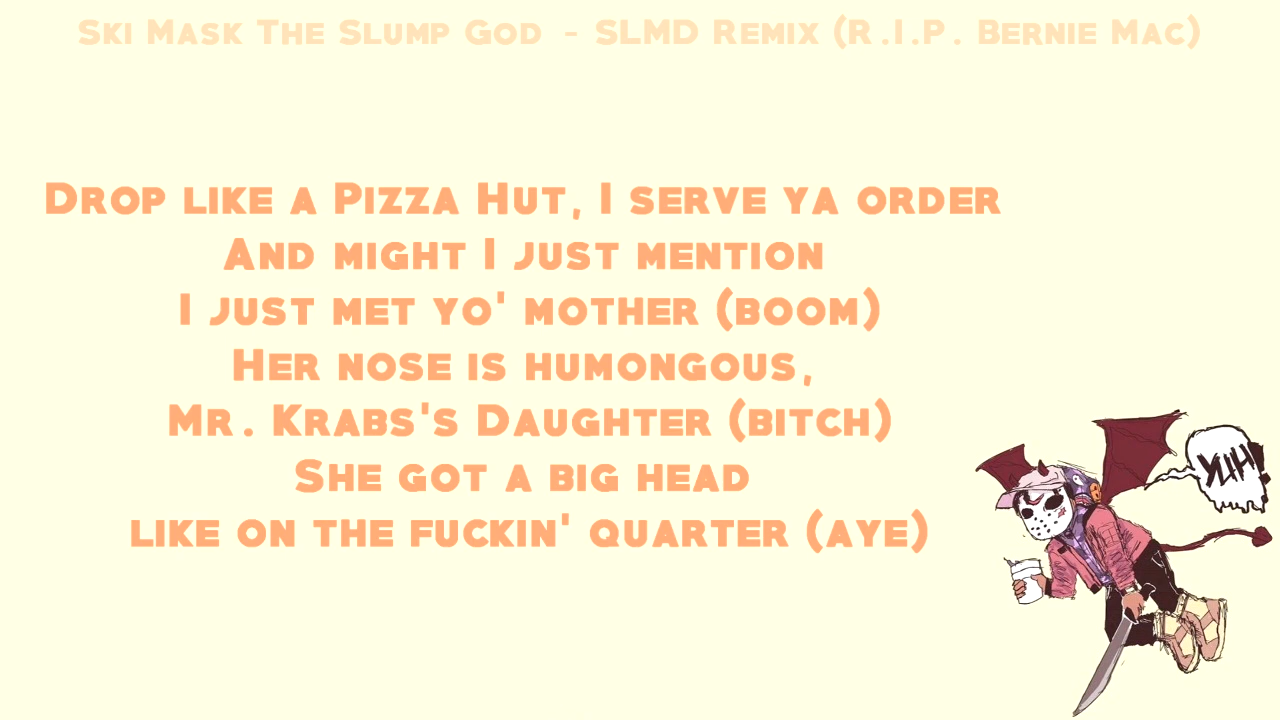 Ski Mask The Slump God - SLMD Remix (R.I.P. Bernie Mac)
Drop like a Pizza Hut, I serve ya order
And might I just mention
I just met yo' mother (boom)
Her nose is humongous,
Mr. Krabs's Daughter (bitch)
She got a big head
like on the fuckin' quarter (aye)
YUH!